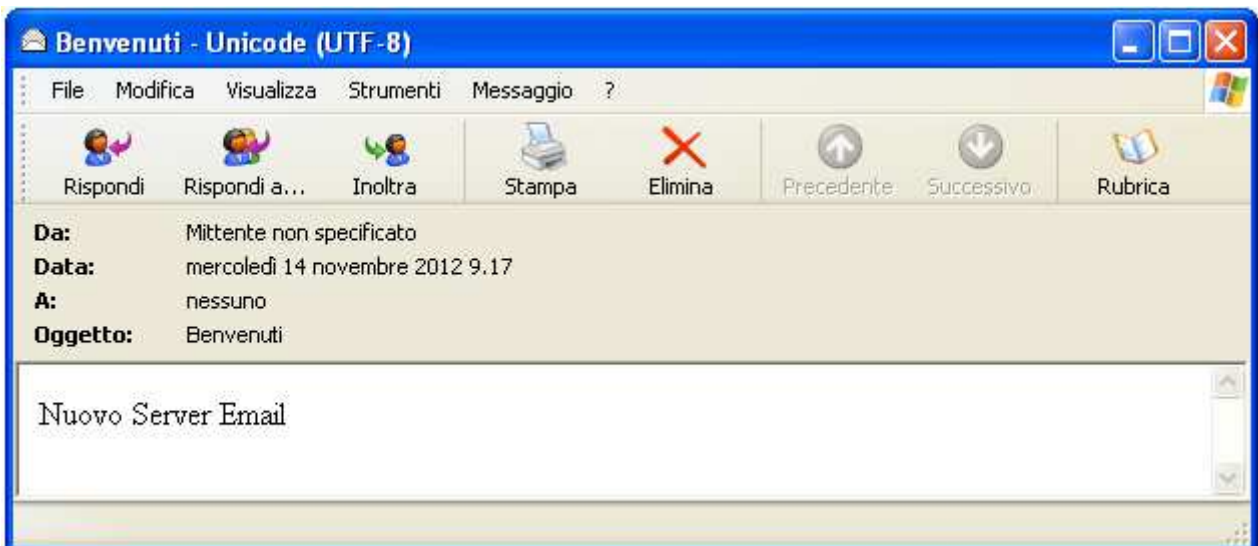 Benvenuti - Unicode (UTF-8)
File Modifica Visualizza Strumenti Messaggio ?
Rispondi Rispondi a... Inoltra Stampa Elimina Precedente Successivo Rubrica
Da: Mittente non specificato
Data: mercoledì 14 novembre 2012 9.17
A: nessuno
Oggetto: Benvenuti
Nuovo Server Email